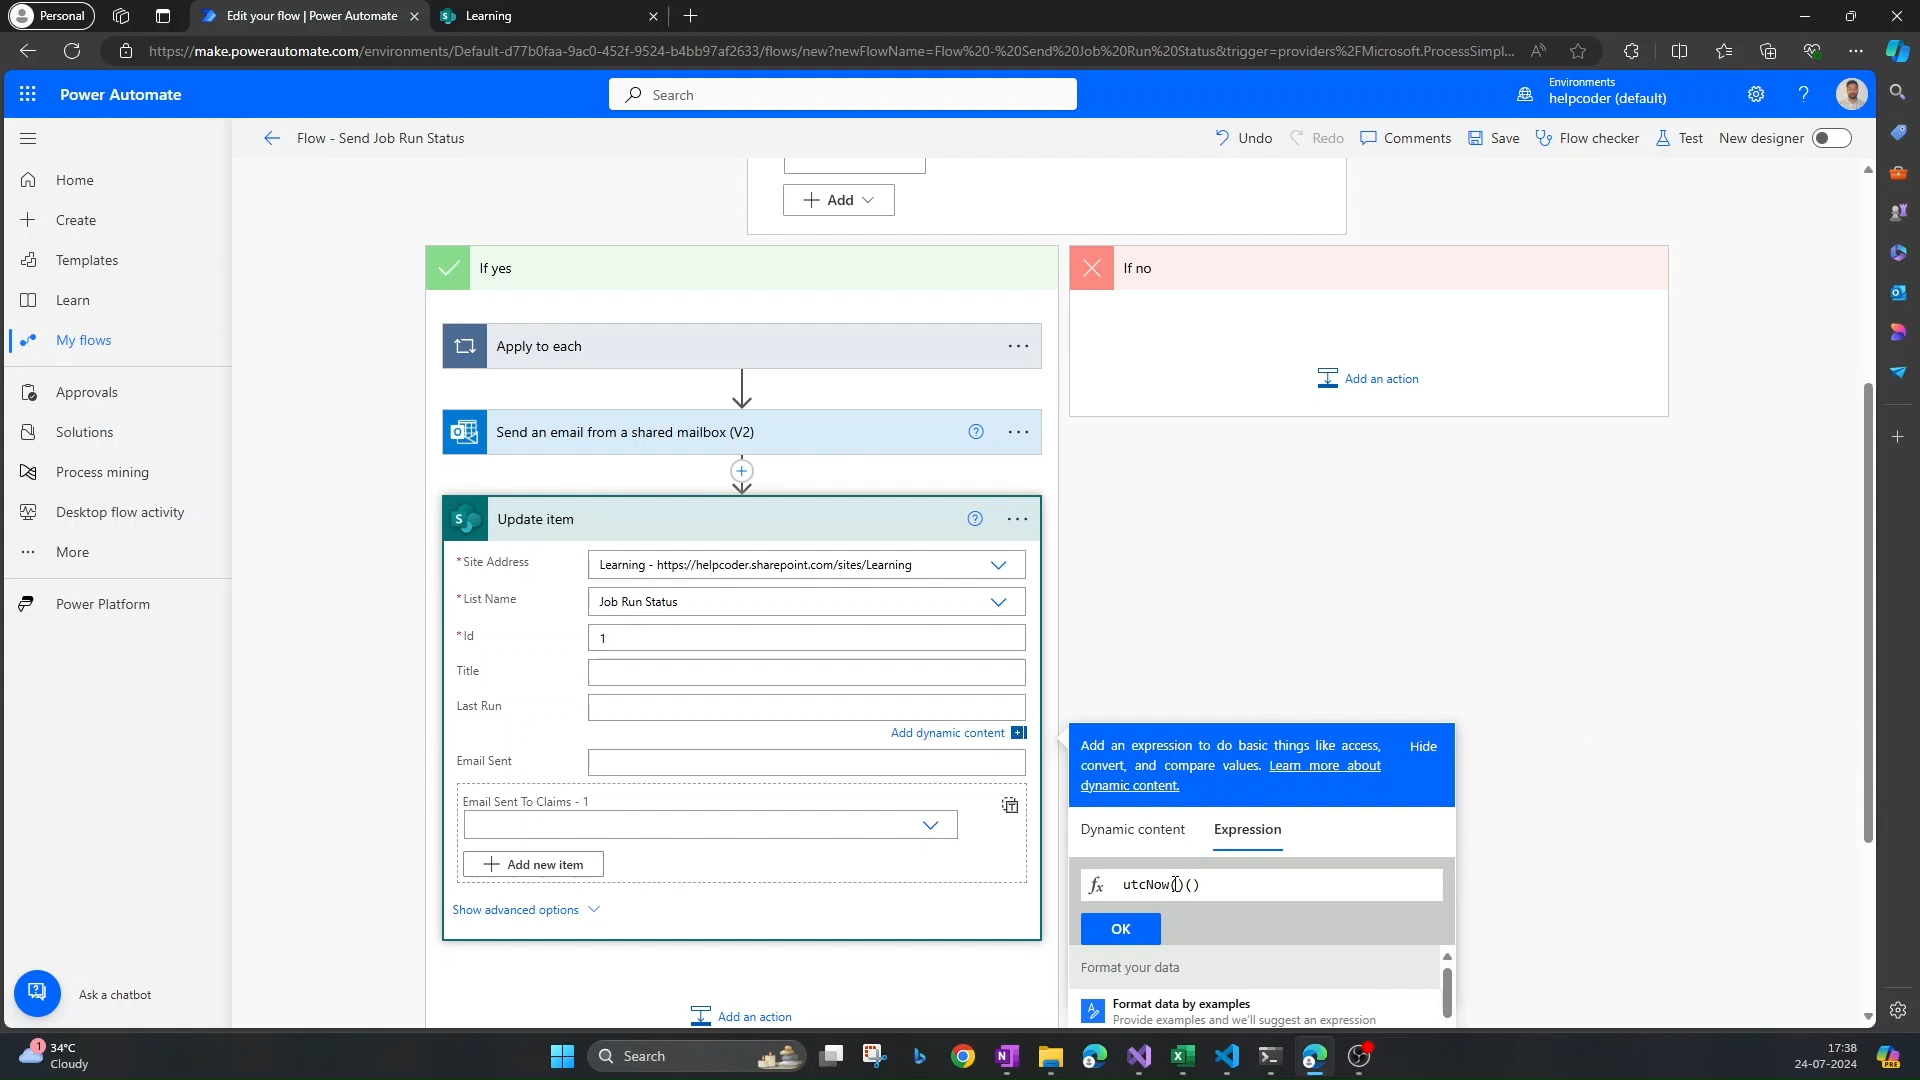 Personal
Edit your flow | Power Automate
Learning
https://make.powerautomate.com/environments/Default-d77b0faa-9ac0-452f-9524-b4bb97af2633/flows/new?newFlowName=Flow%20-%20Send%20Job%20Run%20Status&trigger=providers%2FMicrosoft.ProcessSimpl...
Power Automate
Search
Environments
helpcoder (default)
Flow - Send Job Run Status
Undo
Redo
Comments
Save
Flow checker
Test
New designer
Home
Create
Templates
Learn
My flows
Approvals
Solutions
Process mining
Desktop flow activity
More
Power Platform
Ask a chatbot
Add
If yes
If no
Apply to each
Add an action
Send an email from a shared mailbox (V2)
Update item
* Site Address
Learning - https://helpcoder.sharepoint.com/sites/Learning
* List Name
Job Run Status
* Id
1
Title
Last Run
Add dynamic content
Email Sent
Email Sent To Claims - 1
Add new item
Show advanced options
Add an action
Add an expression to do basic things like access, convert, and compare values. Learn more about dynamic content.
Hide
Dynamic content
Expression
fx
utcNow()()
OK
Format your data
Format data by examples
Provide examples and we'll suggest an expression
1
34°C
Cloudy
Search
17:38
24-07-2024
PRE